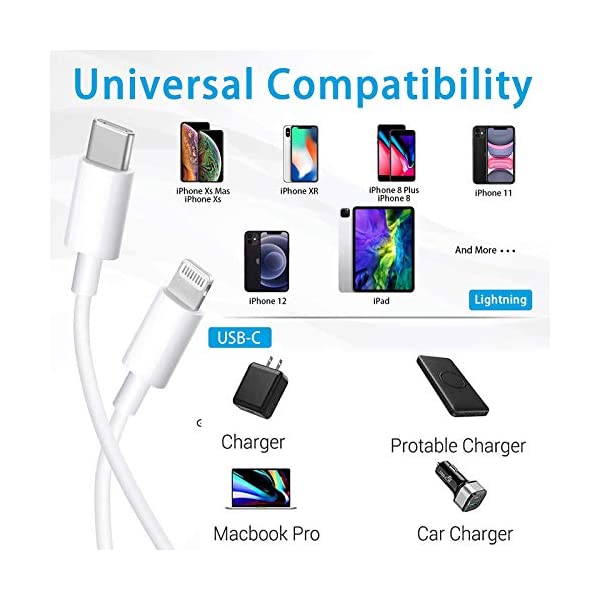 Universal Compatibility
iPhone Xs Mas
iPhone Xs
iPhone XR
iPhone 8 Plus
iPhone 8
iPhone 11
iPhone 12
iPad
And More ···
Lightning
USB-C
G
Charger
Protable Charger
Macbook Pro
Car Charger